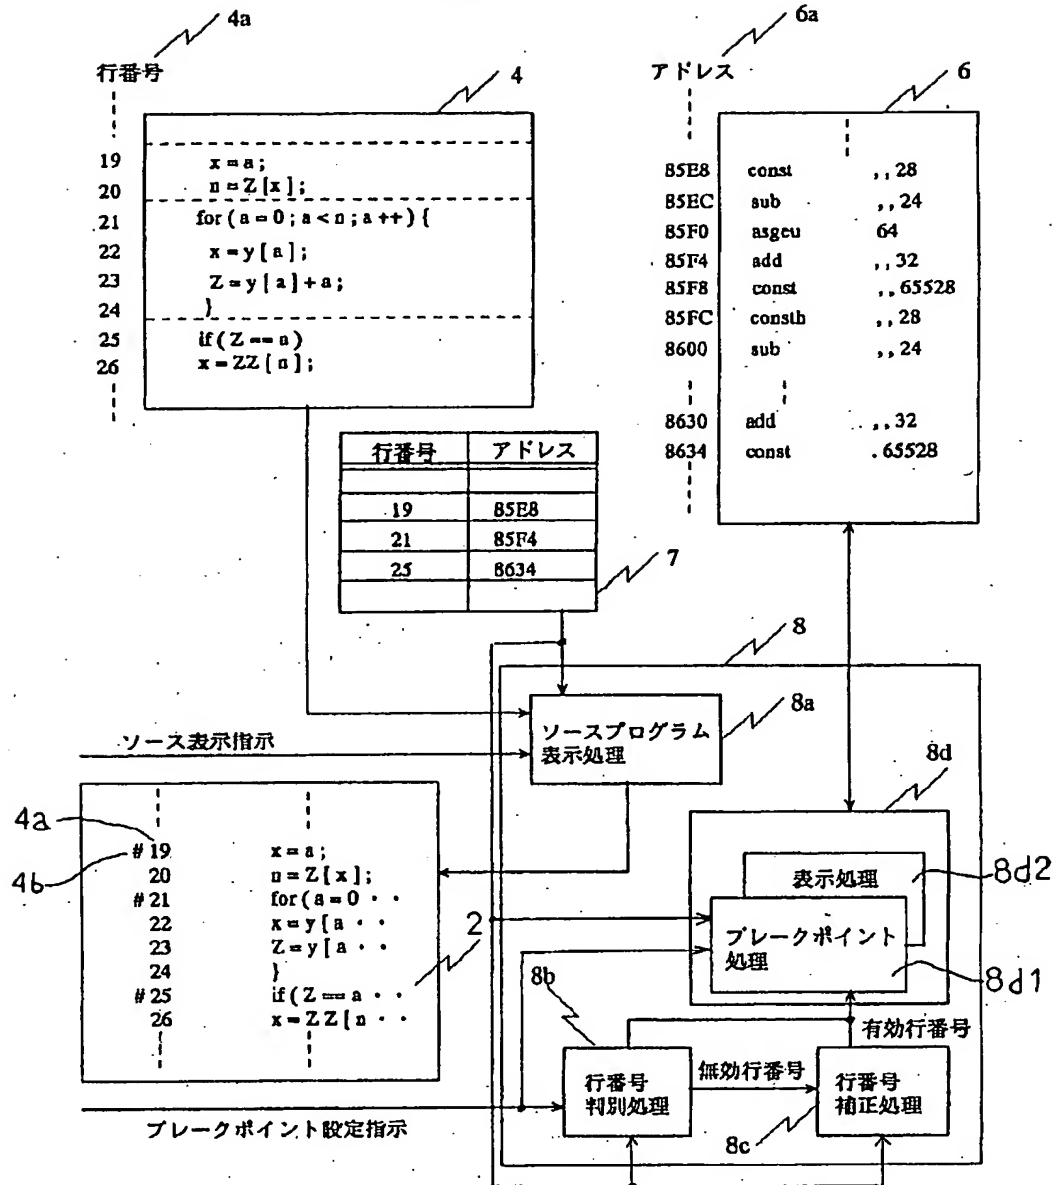 4a
行番号
4
19 x=a;
20 n=Z[x];
21 for(a=0;a<n;a++){
22 x=y[a];
23 Z=y[a]+a;
24 }
25 if(Z==a)
26 x=ZZ[n];
6a
アドレス
6
85E8 const ,,28
85EC sub ,,24
85F0 asgeu 64
85F4 add ,,32
85F8 const ,,65528
85FC consth ,,28
8600 sub ,,24
8630 add ,,32
8634 const .65528
行番号 アドレス
19 85E8
21 85F4
25 8634
7
8
ソースプログラム
表示処理
8a
ソース表示指示
4a
4b
#19 x=a;
20 n=Z[x];
#21 for(a=0・・
22 x=y[a・・
23 Z=y[a・・
24 }
#25 if(Z==a・・
26 x=ZZ[n・・
2
8d
表示処理
8d2
ブレークポイント
処理
8d1
8b
有効行番号
行番号
判別処理
無効行番号
行番号
補正処理
8c
ブレークポイント設定指示